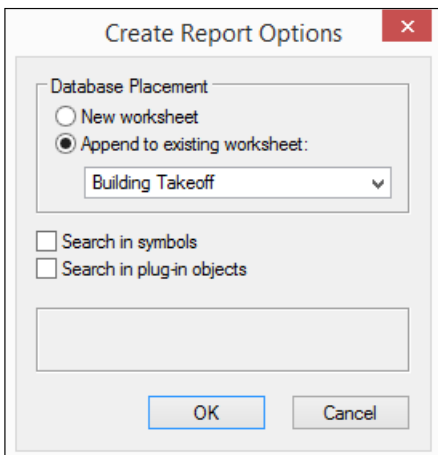 Create Report Options
Database Placement
New worksheet
Append to existing worksheet:
Building Takeoff
Search in symbols
Search in plug-in objects
OK
Cancel